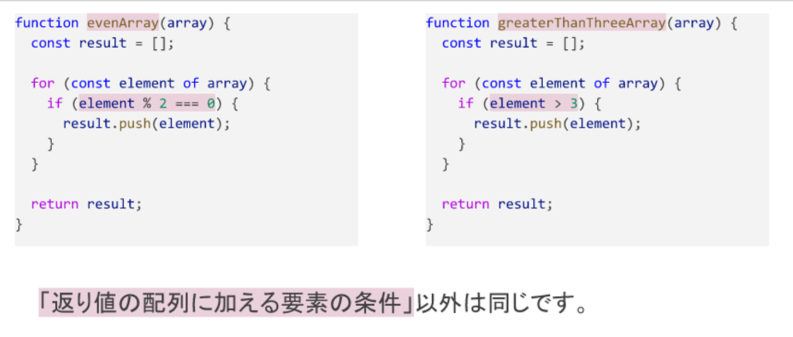 function evenArray(array) {
  const result = [];

  for (const element of array) {
    if (element % 2 === 0) {
      result.push(element);
    }
  }

  return result;
}
function greaterThanThreeArray(array) {
  const result = [];

  for (const element of array) {
    if (element > 3) {
      result.push(element);
    }
  }

  return result;
}
「返り値の配列に加える要素の条件」以外は同じです。